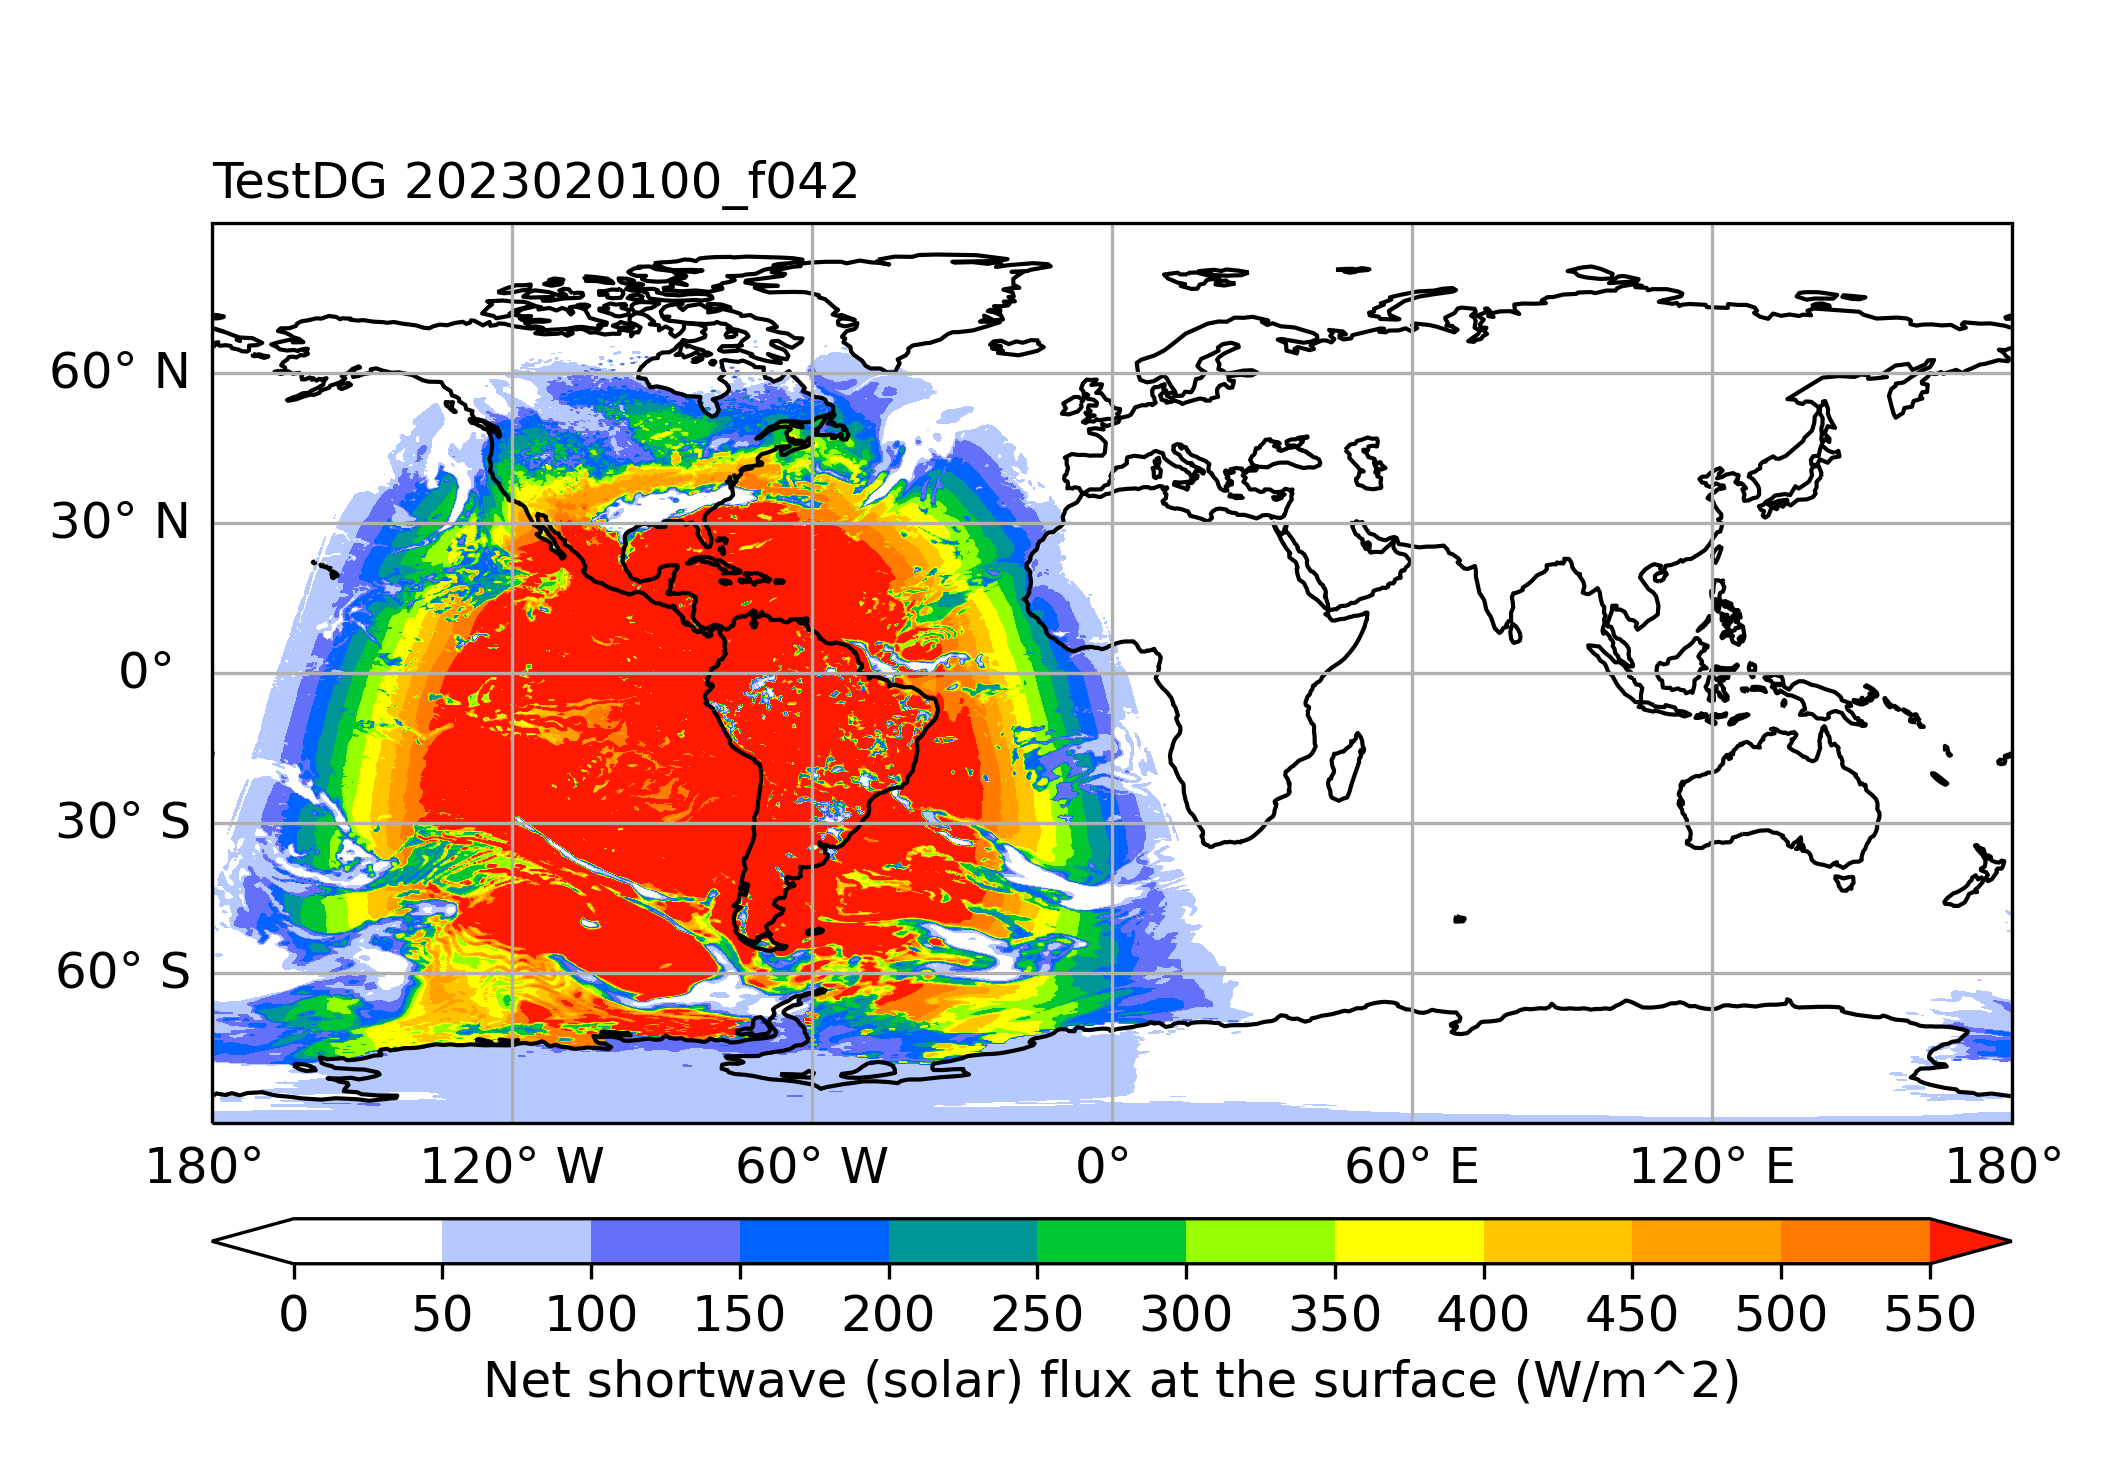 TestDG 2023020100_f042
60° N
30° N
0°
30° S
60° S
180° 120° W 60° W 0° 60° E 120° E 180°
0 50 100 150 200 250 300 350 400 450 500 550
Net shortwave (solar) flux at the surface (W/m^2)